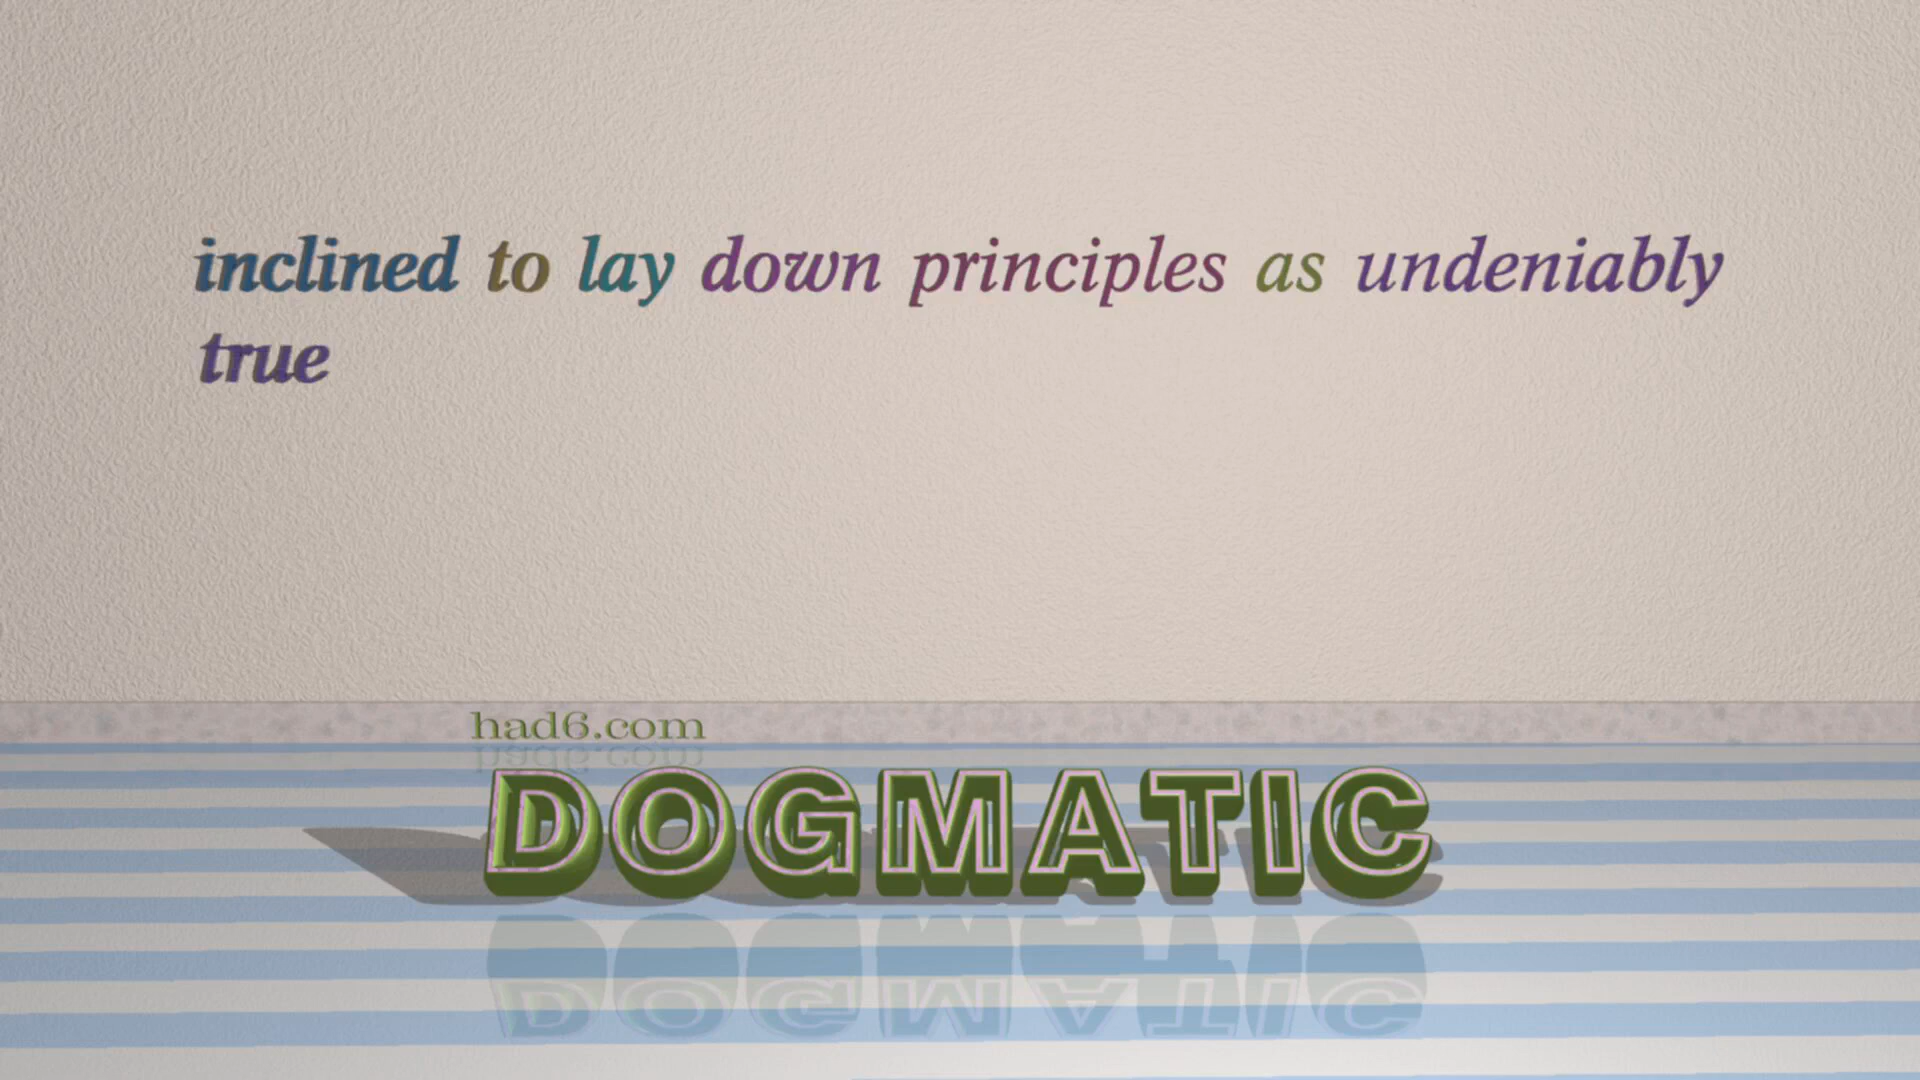 inclined to lay down principles as undeniably
true
had6.com
DOGMATIC